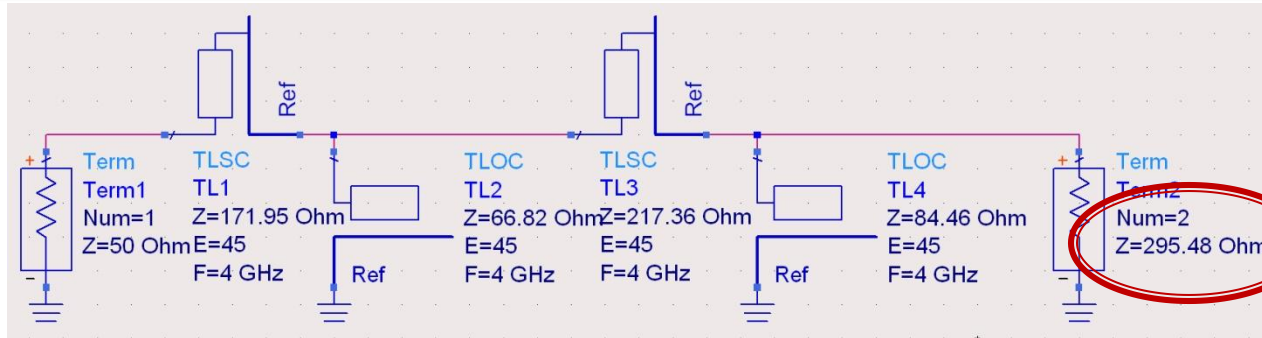 Ref
Ref
Term
Term1
Num=1
Z=50 Ohm
TLSC
TL1
Z=171.95 Ohm
E=45
F=4 GHz
Ref
TLOC
TL2
Z=66.82 Ohm
E=45
F=4 GHz
TLSC
TL3
Z=217.36 Ohm
E=45
F=4 GHz
Ref
TLOC
TL4
Z=84.46 Ohm
E=45
F=4 GHz
Term
Term2
Num=2
Z=295.48 Ohm